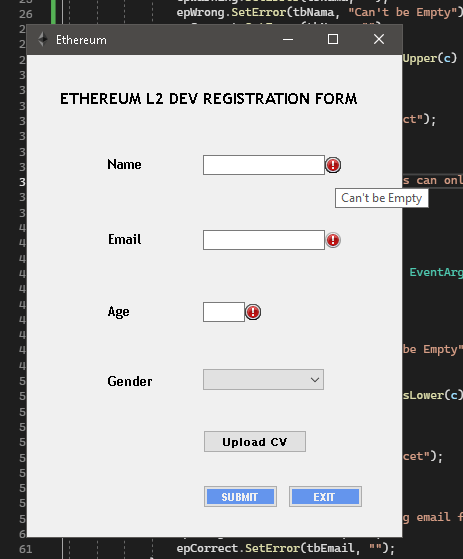 epWrong.SetError(tbNama, "Can't be Empty")
Ethereum
Upper(c)
ETHEREUM L2 DEV REGISTRATION FORM
ct");
Name
s can onl
Can't be Empty
Email
EventArg
Age
be Empty"
Gender
sLower(c)
Upload CV
cet");
SUBMIT
EXIT
g email f
61
epCorrect.SetError(tbEmail, "");